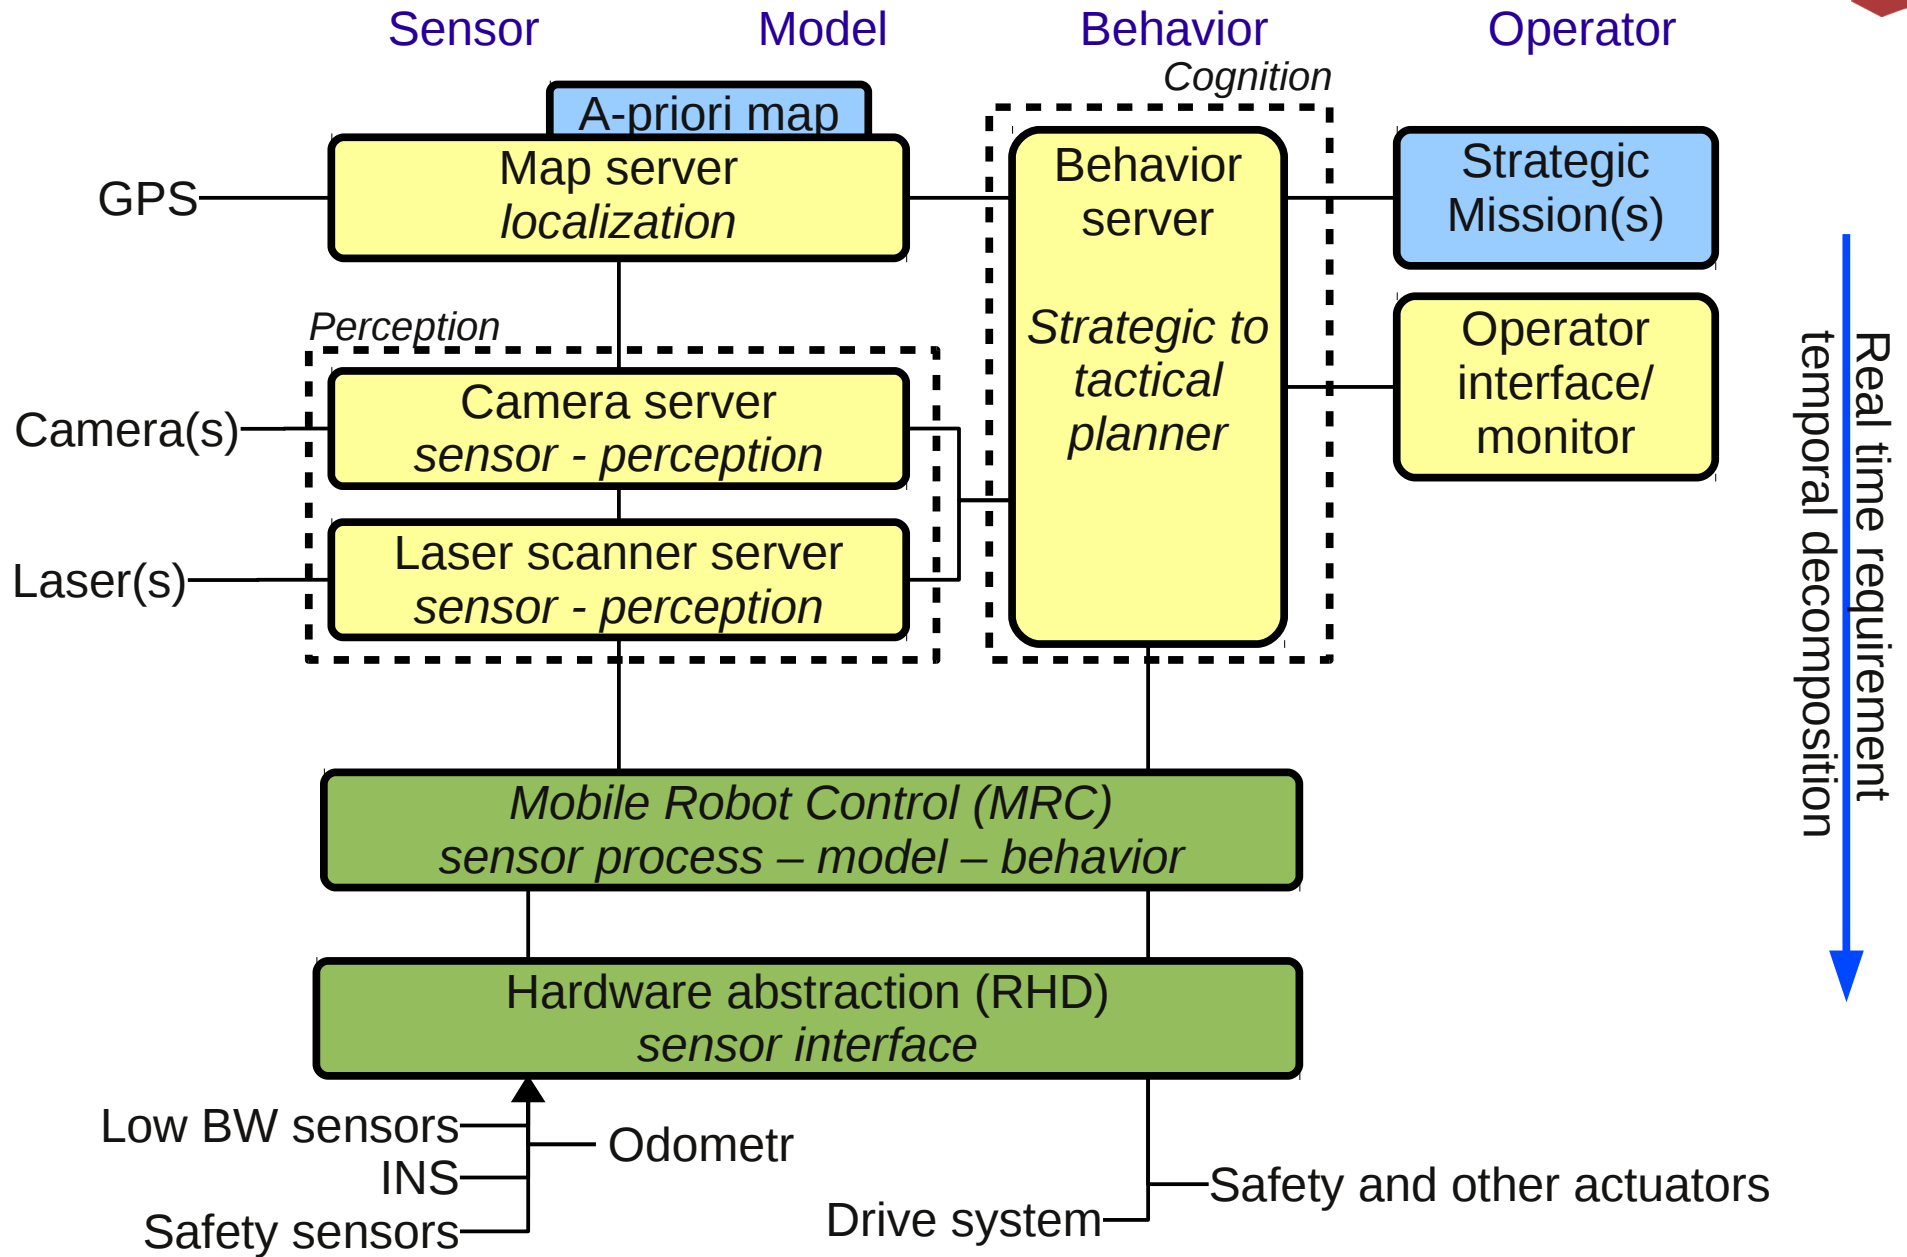 Sensor
Model
Behavior
Operator
Cognition
A-priori map
Map server
localization
GPS
Behavior
server
Strategic to
tactical
planner
Strategic
Mission(s)
Operator
interface/
monitor
Perception
Camera(s)
Camera server
sensor - perception
Laser(s)
Laser scanner server
sensor - perception
Real time requirement
temporal decomposition
Mobile Robot Control (MRC)
sensor process – model – behavior
Hardware abstraction (RHD)
sensor interface
Low BW sensors
Odometr
INS
Safety sensors
Safety and other actuators
Drive system